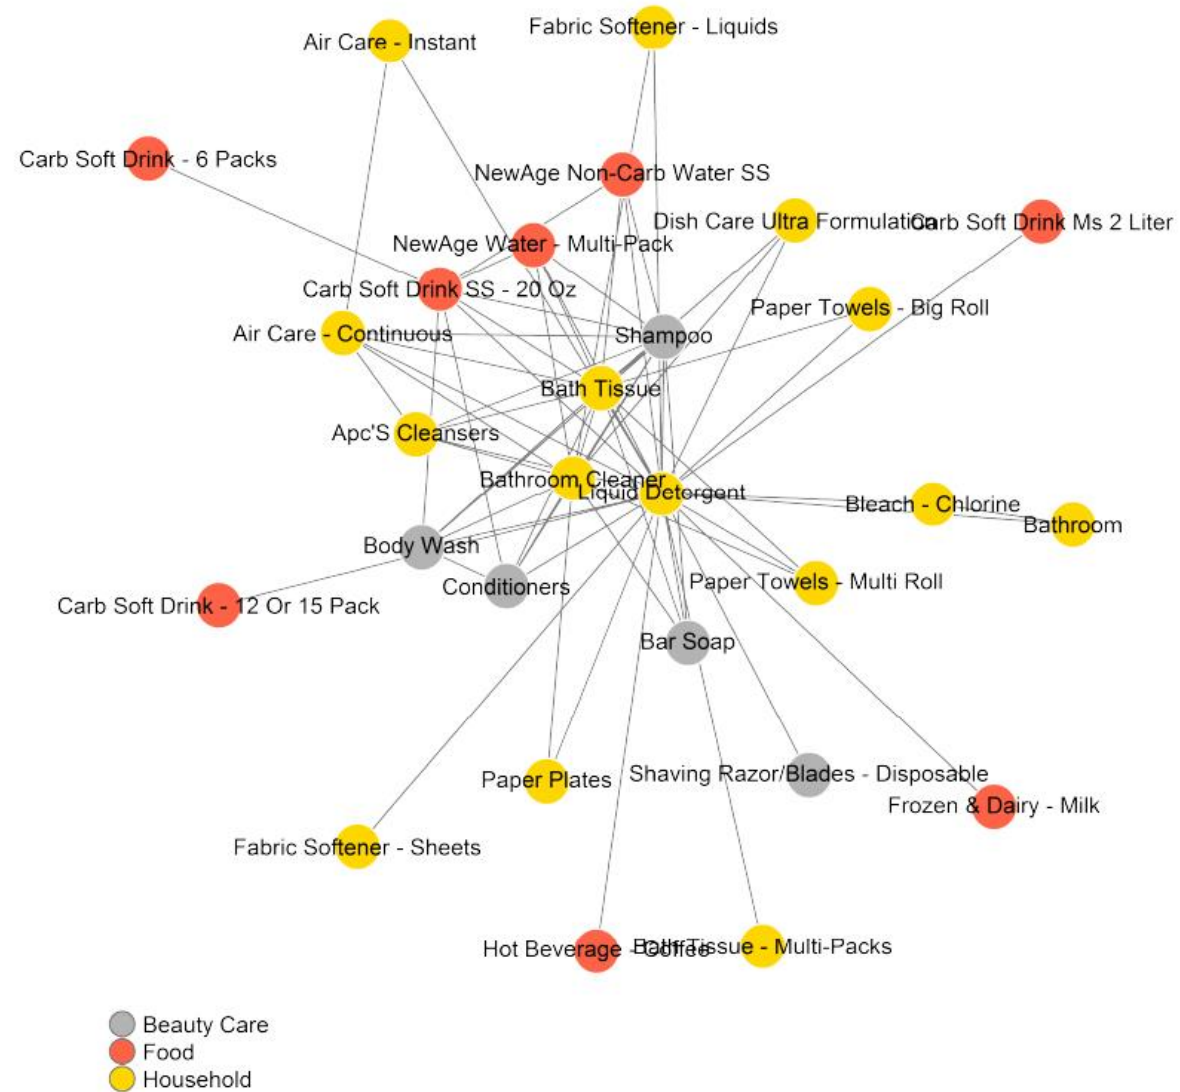 Fabric Softener - Liquids
Air Care - Instant
Carb Soft Drink - 6 Packs
NewAge Non-Carb Water SS
Dish Care Ultra Formulation
Carb Soft Drink Ms 2 Liter
NewAge Water - Multi-Pack
Carb Soft Drink SS - 20 Oz
Paper Towels - Big Roll
Air Care - Continuous
Shampoo
Bath Tissue
Apc'S Cleansers
Bathroom Cleaner
Liquid Detergent
Bleach - Chlorine
Bathroom
Body Wash
Conditioners
Paper Towels - Multi Roll
Carb Soft Drink - 12 Or 15 Pack
Bar Soap
Paper Plates
Shaving Razor/Blades - Disposable
Frozen & Dairy - Milk
Fabric Softener - Sheets
Hot Beverage - Coffee
Bath Tissue - Multi-Packs
Beauty Care
Food
Household